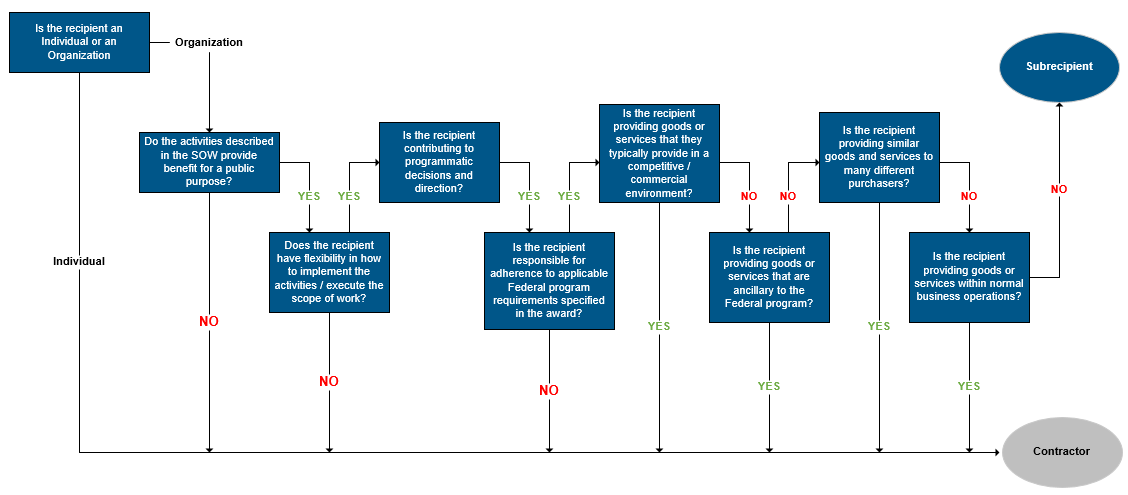 Is the recipient an
Individual or an
Organization
Organization
Individual
Do the activities described
in the SOW provide
benefit for a public
purpose?
YES
NO
Does the recipient
have flexibility in how
to implement the
activities / execute the
scope of work?
YES
NO
Is the recipient
contributing to
programmatic
decisions and
direction?
YES
Is the recipient
responsible for
adherence to applicable
Federal program
requirements specified
in the award?
YES
NO
Is the recipient
providing goods or
services that they
typically provide in a
competitive /
commercial
environment?
NO
YES
Is the recipient
providing goods or
services that are
ancillary to the
Federal program?
NO
YES
Is the recipient
providing similar
goods and services to
many different
purchasers?
NO
YES
Is the recipient
providing goods or
services within normal
business operations?
NO
YES
Subrecipient
Contractor